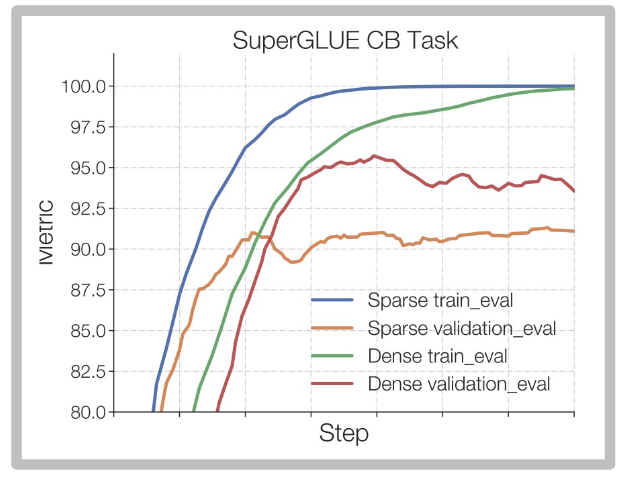 SuperGLUE CB Task
100.0
97.5
95.0
92.5
90.0
87.5
85.0
82.5
80.0
Metric
Sparse train_eval
Sparse validation_eval
Dense train_eval
Dense validation_eval
Step